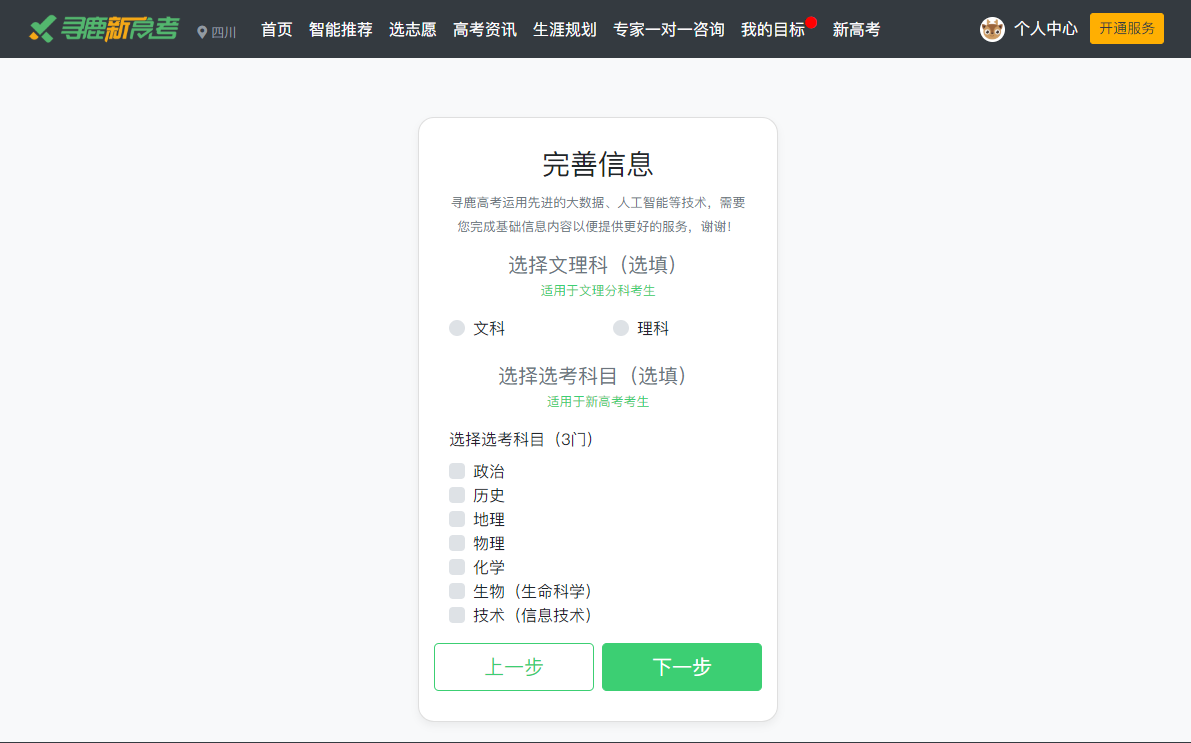 寻鹿新高考 四川 首页 智能推荐 选志愿 高考资讯 生涯规划 专家一对一咨询 我的目标 新高考 个人中心 开通服务
完善信息
寻鹿高考运用先进的大数据、人工智能等技术，需要
您完成基础信息内容以便提供更好的服务，谢谢！
选择文理科（选填）
适用于文理分科考生
文科 理科
选择选考科目（选填）
适用于新高考考生
选择选考科目（3门）
政治
历史
地理
物理
化学
生物（生命科学）
技术（信息技术）
上一步 下一步